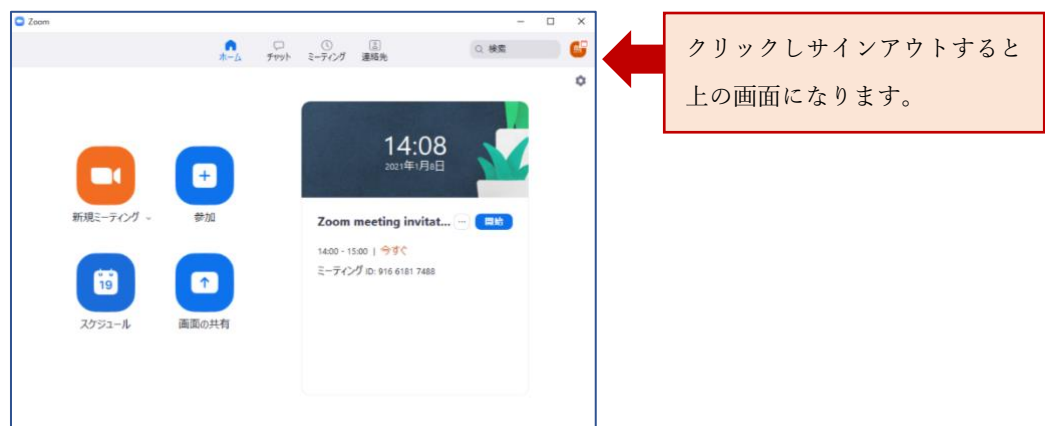 Zoom
ホーム
チャット
ミーティング
連絡先
検索
クリックしサインアウトすると
上の画面になります。
14:08
2021年1月8日
新規ミーティング
参加
Zoom meeting invitat...
開始
14:00 - 15:00 | 今すぐ
ミーティング ID: 916 6181 7488
19
スケジュール
画面の共有